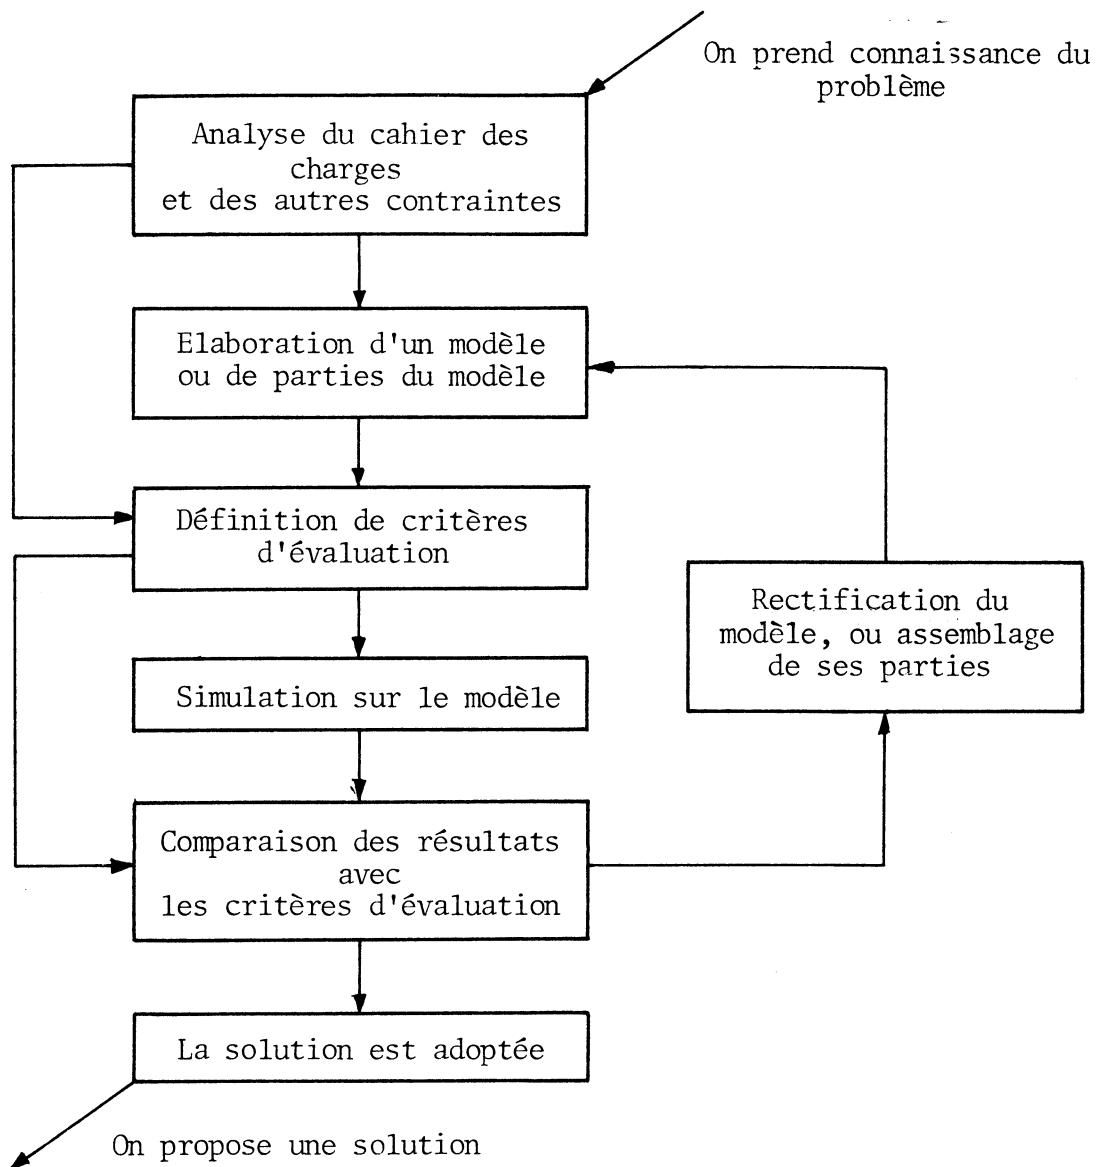 On prend connaissance du
problème
Analyse du cahier des
charges
et des autres contraintes
Elaboration d'un modèle
ou de parties du modèle
Définition de critères
d'évaluation
Rectification du
modèle, ou assemblage
de ses parties
Simulation sur le modèle
Comparaison des résultats
avec
les critères d'évaluation
La solution est adoptée
On propose une solution